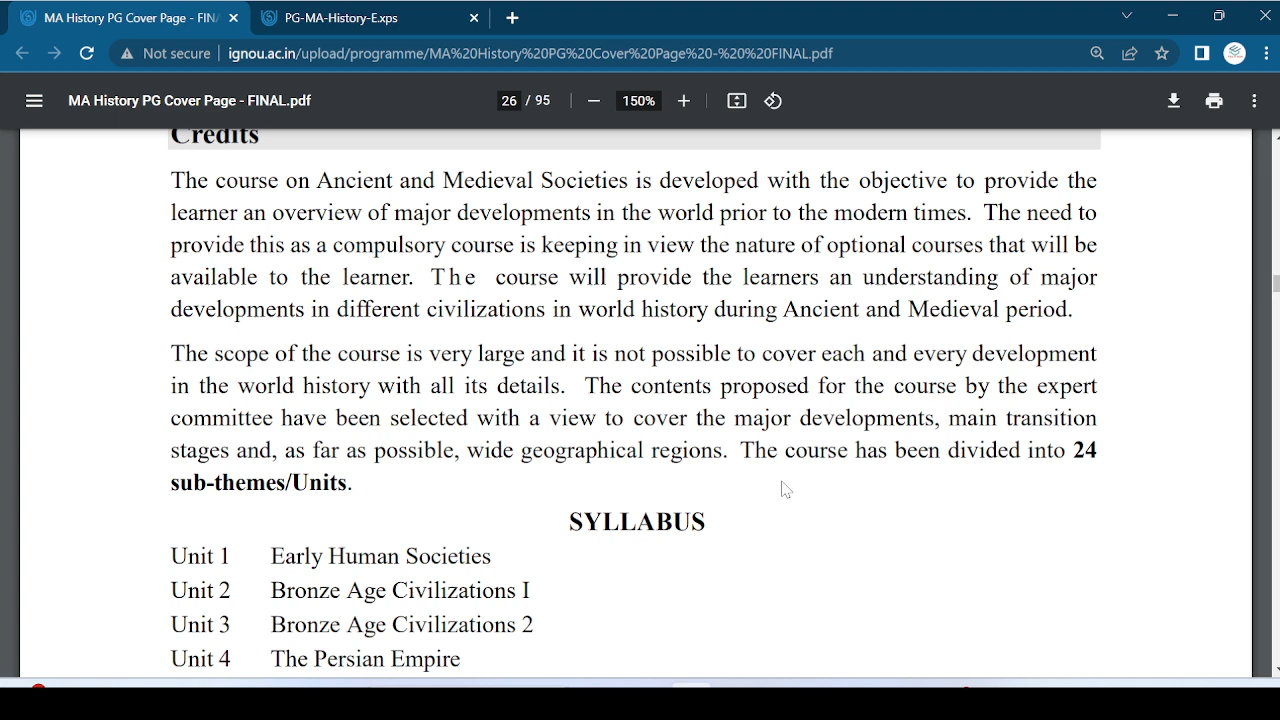 MA History PG Cover Page - FIN
PG-MA-History-E.xps
Not secure
ignou.ac.in/upload/programme/MA%20History%20PG%20Cover%20Page%20-%20%20FINAL.pdf
MA History PG Cover Page - FINAL.pdf
26 / 95
150%
Credits
The course on Ancient and Medieval Societies is developed with the objective to provide the
learner an overview of major developments in the world prior to the modern times. The need to
provide this as a compulsory course is keeping in view the nature of optional courses that will be
available to the learner. The course will provide the learners an understanding of major
developments in different civilizations in world history during Ancient and Medieval period.
The scope of the course is very large and it is not possible to cover each and every development
in the world history with all its details. The contents proposed for the course by the expert
committee have been selected with a view to cover the major developments, main transition
stages and, as far as possible, wide geographical regions. The course has been divided into 24
sub-themes/Units.
SYLLABUS
Unit 1 Early Human Societies
Unit 2 Bronze Age Civilizations I
Unit 3 Bronze Age Civilizations 2
Unit 4 The Persian Empire